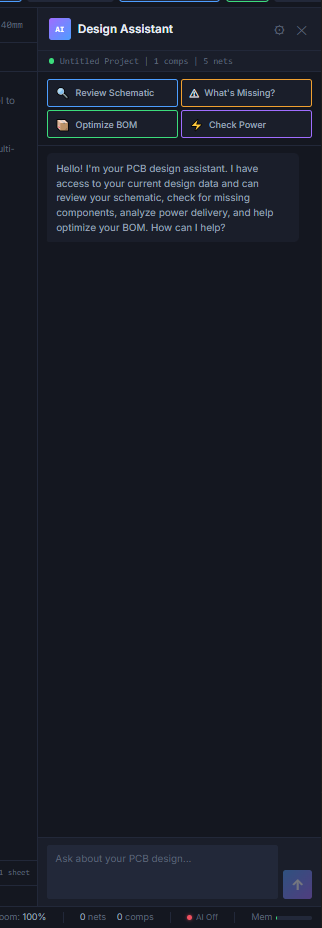 40mm
AI Design Assistant
Untitled Project | 1 comps | 5 nets
Review Schematic
What's Missing?
l to
Optimize BOM
Check Power
ulti-
Hello! I'm your PCB design assistant. I have
access to your current design data and can
review your schematic, check for missing
components, analyze power delivery, and help
optimize your BOM. How can I help?
Ask about your PCB design...
1 sheet
oom: 100% 0 nets 0 comps AI Off Mem